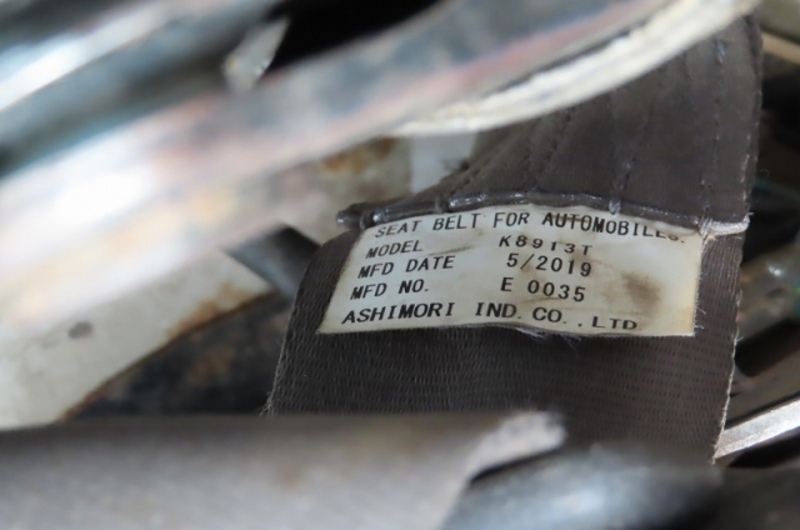 SEAT BELT FOR AUTOMOBILES.
MODEL K8913T
MFD DATE 5/2019
MFD NO. E 0035
ASHIMORI IND. CO.,LTD